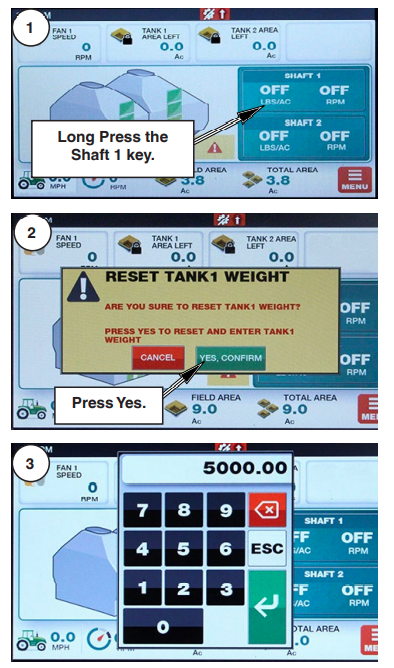 1
FAN 1
SPEED
0
RPM
TANK 1
AREA LEFT
0.0
Ac
TANK 2 AREA
LEFT
0.0
Ac
SHAFT 1
OFF OFF
LBS/AC RPM
SHAFT 2
OFF OFF
LBS/AC RPM
Long Press the
Shaft 1 key.
MPH
RPM
3.8
Ac
TOTAL AREA
3.8
Ac
MENU
2
FAN 1
SPEED
0
TANK 1
AREA LEFT
0.0
TANK 2 AREA
LEFT
0.0
RESET TANK1 WEIGHT
ARE YOU SURE TO RESET TANK1 WEIGHT?
PRESS YES TO RESET AND ENTER TANK1
WEIGHT
CANCEL YES, CONFIRM
OFF
RPM
OFF
RPM
Press Yes.
FIELD AREA
9.0
Ac
TOTAL AREA
9.0
Ac
3
FAN 1
SPEED
0
RPM
5000.00
7 8 9
4 5 6 ESC
1 2 3
0
SHAFT 1
OFF
/AC RPM
SHAFT 2
OFF
/AC RPM
0.0
MPH
Ac
Ac